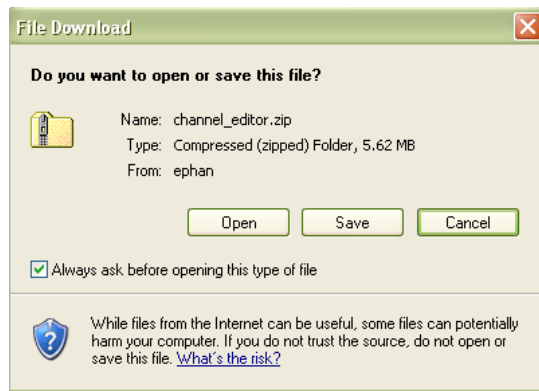 File Download
Do you want to open or save this file?
Name: channel_editor.zip
Type: Compressed (zipped) Folder, 5.62 MB
From: ephan
Open Save Cancel
Always ask before opening this type of file
While files from the Internet can be useful, some files can potentially
harm your computer. If you do not trust the source, do not open or
save this file. What's the risk?